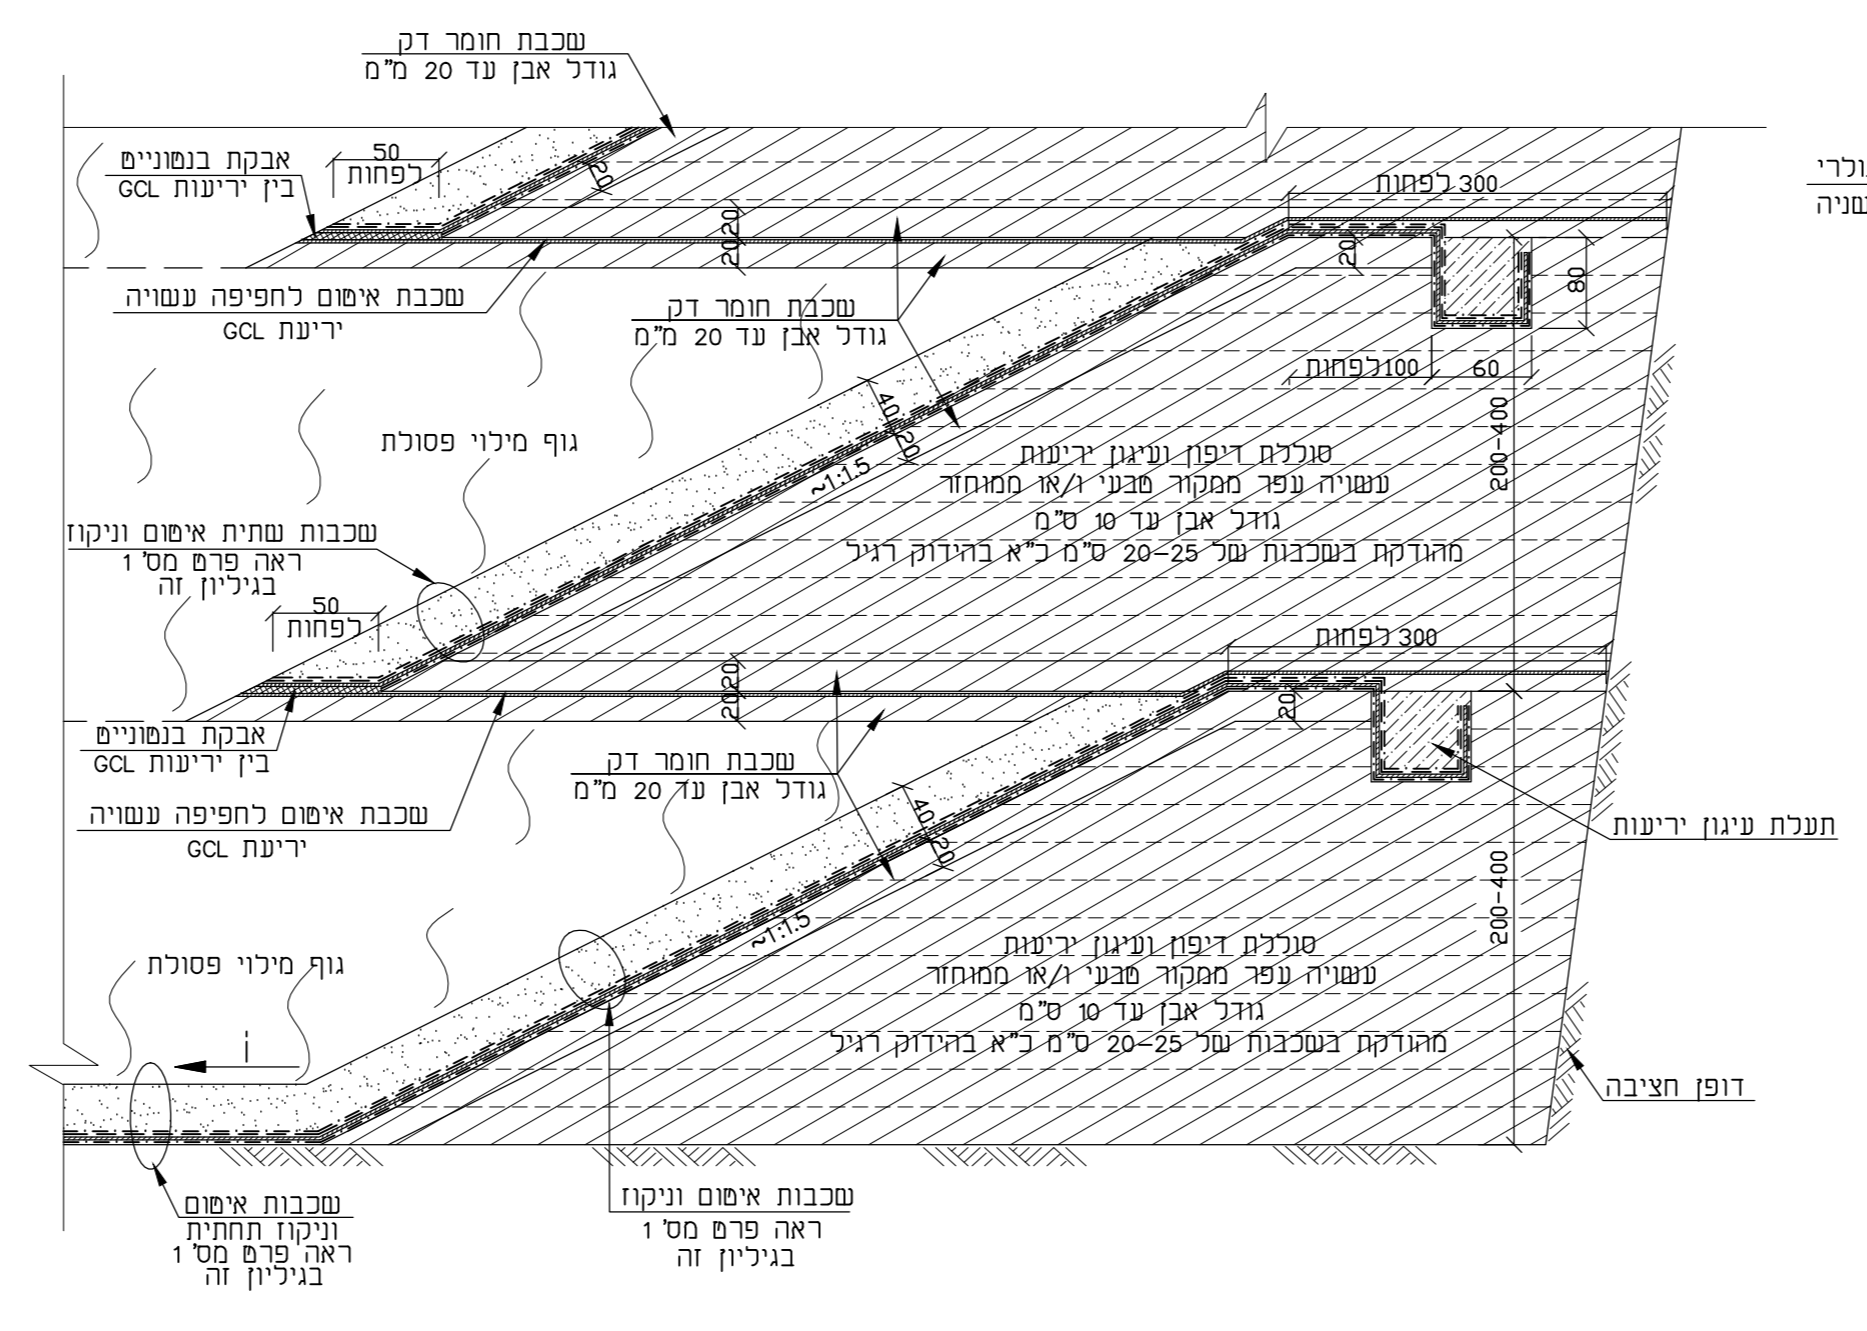 שכבת חומר דק
גודל אבן עד 20 מ"מ
אבקת בנטונייט
בין יריעות GCL
50
לפחות
20
20
20
300 לפחות
20
80
שכבת איטום לחפיפה עשויה
יריעת GCL
שכבת חומר דק
גודל אבן עד 20 מ"מ
100 לפחות
60
40
20
~1:1.5
200-400
גוף מילוי פסולת
סוללת דיפון ועיגון יריעות
עשויה עפר ממקור טבעי ו/או ממוחזר
גודל אבן עד 10 ס"מ
מהודקת בשכבות של 20-25 ס"מ כ"א בהידוק רגיל
שכבות שתית איטום וניקוז
ראה פרט מס' 1
בגיליון זה
50
לפחות
20
20
300 לפחות
20
אבקת בנטונייט
בין יריעות GCL
שכבת חומר דק
גודל אבן עד 20 מ"מ
שכבת איטום לחפיפה עשויה
יריעת GCL
תעלת עיגון יריעות
40
20
~1:1.5
200-400
גוף מילוי פסולת
סוללת דיפון ועיגון יריעות
עשויה עפר ממקור טבעי ו/או ממוחזר
גודל אבן עד 10 ס"מ
מהודקת בשכבות של 20-25 ס"מ כ"א בהידוק רגיל
i
דופן חציבה
שכבות איטום
וניקוז תחתית
ראה פרט מס' 1
בגיליון זה
שכבות איטום וניקוז
ראה פרט מס' 1
בגיליון זה